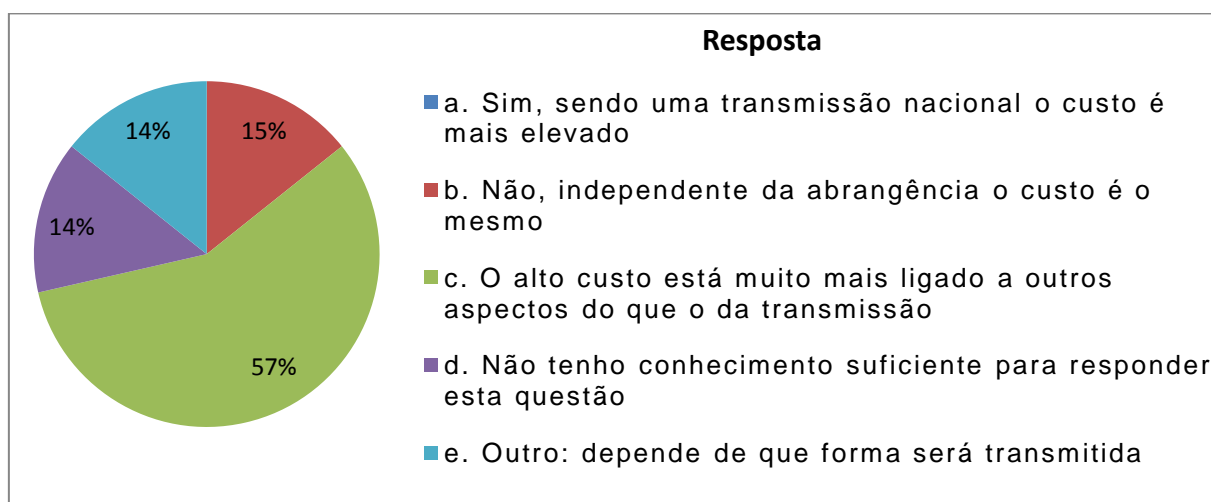 Resposta
14%
15%
14%
57%
a. Sim, sendo uma transmissão nacional o custo é
mais elevado
b. Não, independente da abrangência o custo é o
mesmo
c. O alto custo está muito mais ligado a outros
aspectos do que o da transmissão
d. Não tenho conhecimento suficiente para responder
esta questão
e. Outro: depende de que forma será transmitida